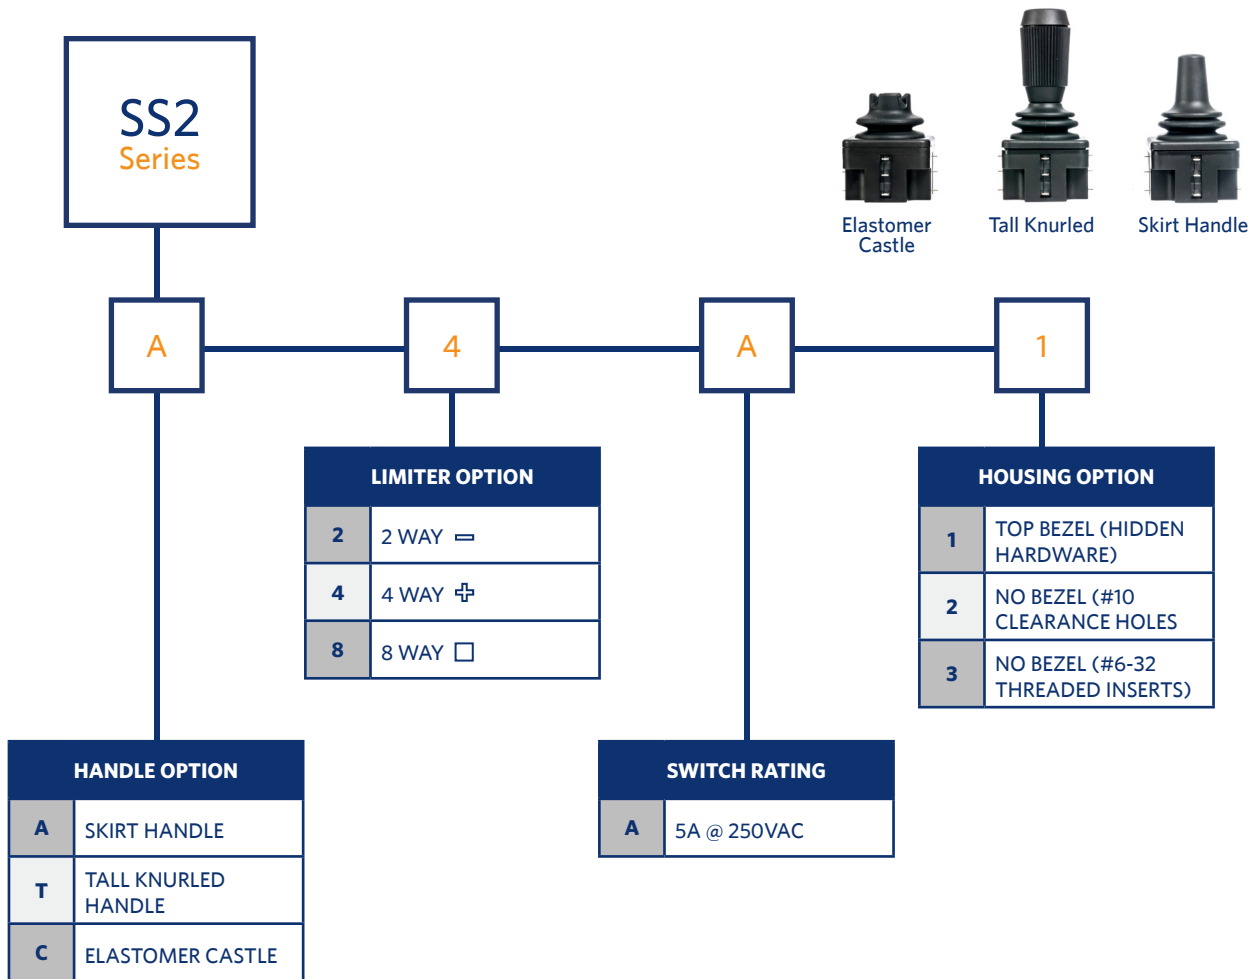 SS2
Series
Elastomer
Castle
Tall Knurled
Skirt Handle
A
4
A
1
LIMITER OPTION
2
2 WAY
4
4 WAY
8
8 WAY
HOUSING OPTION
1
TOP BEZEL (HIDDEN
HARDWARE)
2
NO BEZEL (#10
CLEARANCE HOLES
3
NO BEZEL (#6-32
THREADED INSERTS)
HANDLE OPTION
A
SKIRT HANDLE
T
TALL KNURLED
HANDLE
C
ELASTOMER CASTLE
SWITCH RATING
A
5A @ 250VAC